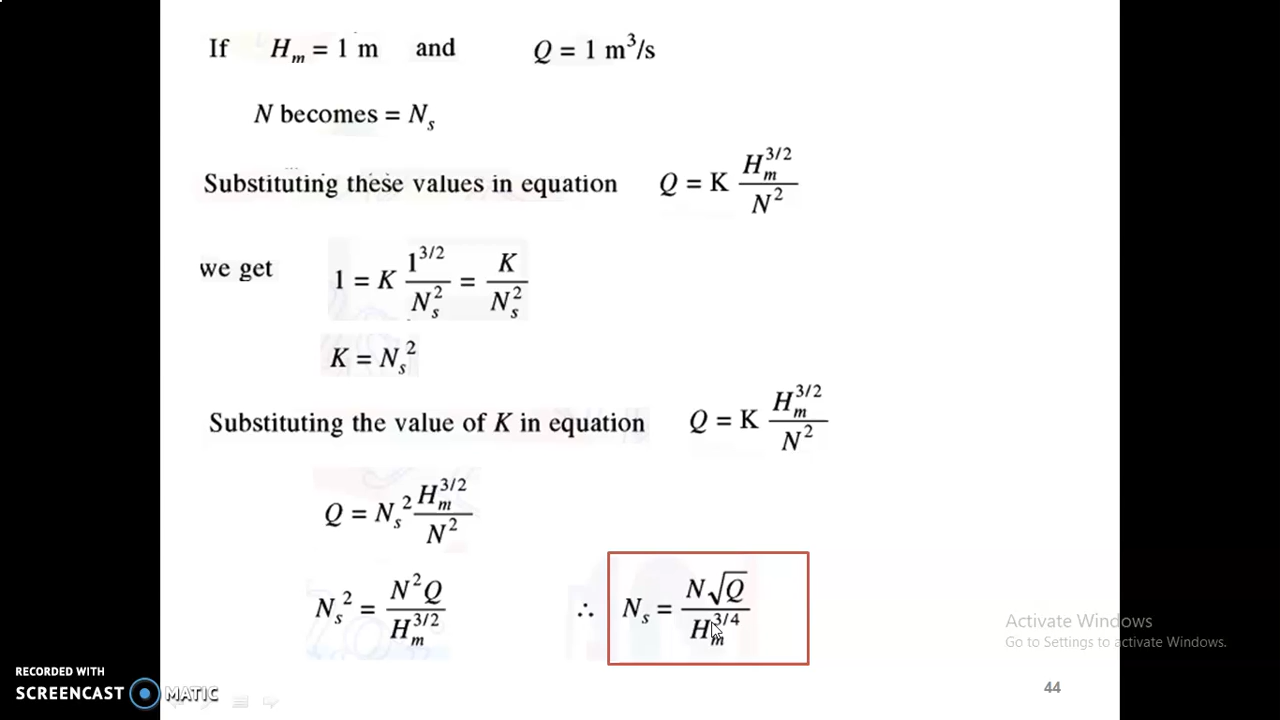 If H_m = 1 m and Q = 1 m³/s
N becomes = N_s
Substituting these values in equation Q = K H_m^{3/2} / N²
we get 1 = K 1^{3/2} / N_s² = K / N_s²
K = N_s²
Substituting the value of K in equation Q = K H_m^{3/2} / N²
Q = N_s² H_m^{3/2} / N²
N_s² = N²Q / H_m^{3/2} ∴ N_s = N√Q / H_m^{3/4}
Activate Windows
Go to Settings to activate Windows.
RECORDED WITH
SCREENCAST MATIC
44